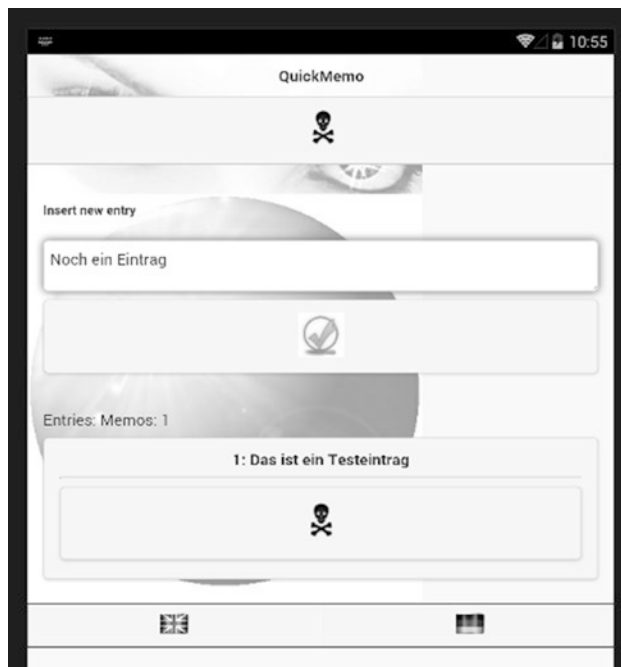 10:55
QuickMemo
Insert new entry
Noch ein Eintrag
Entries: Memos: 1
1: Das ist ein Testeintrag